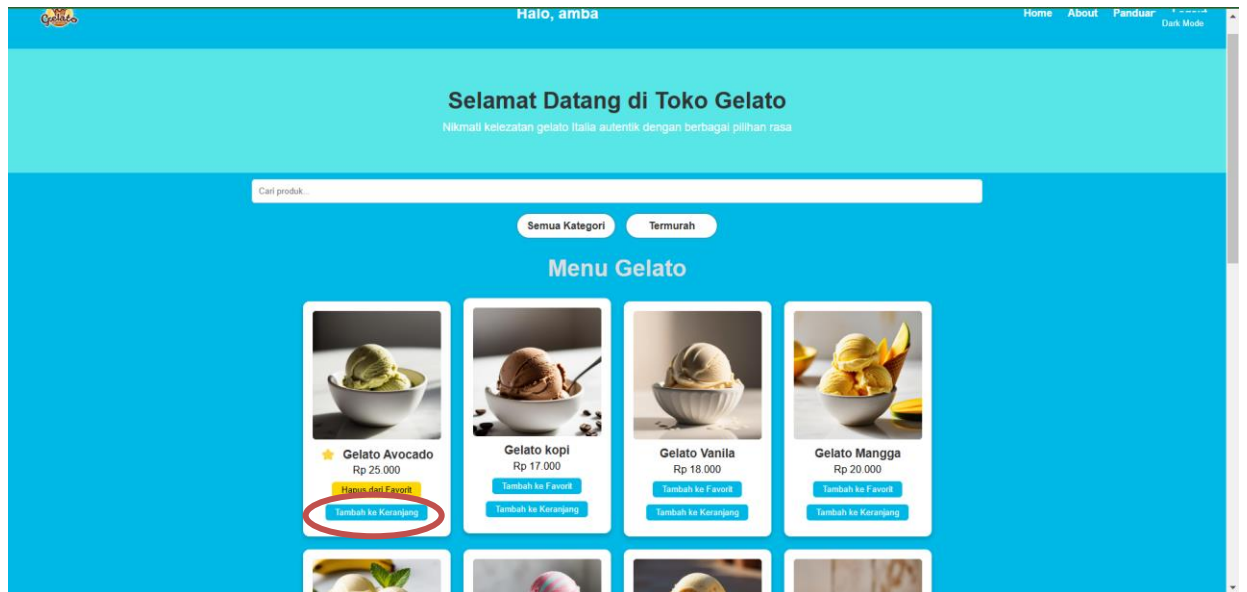 Gelato
Halo, amba
Home About Panduan
Dark Mode
Selamat Datang di Toko Gelato
Nikmati kelezatan gelato Italia autentik dengan berbagai pilihan rasa
Cari produk...
Semua Kategori Termurah
Menu Gelato
Gelato Avocado
Rp 25.000
Hapus dari Favorit
Tambah ke Keranjang
Gelato kopi
Rp 17.000
Tambah ke Favorit
Tambah ke Keranjang
Gelato Vanila
Rp 18.000
Tambah ke Favorit
Tambah ke Keranjang
Gelato Mangga
Rp 20.000
Tambah ke Favorit
Tambah ke Keranjang